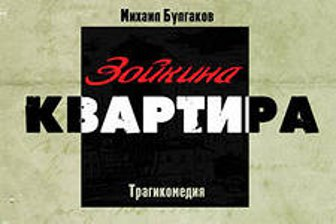 Михаил Булгаков
Зойкина
КВАРТИРА
Трагикомедия